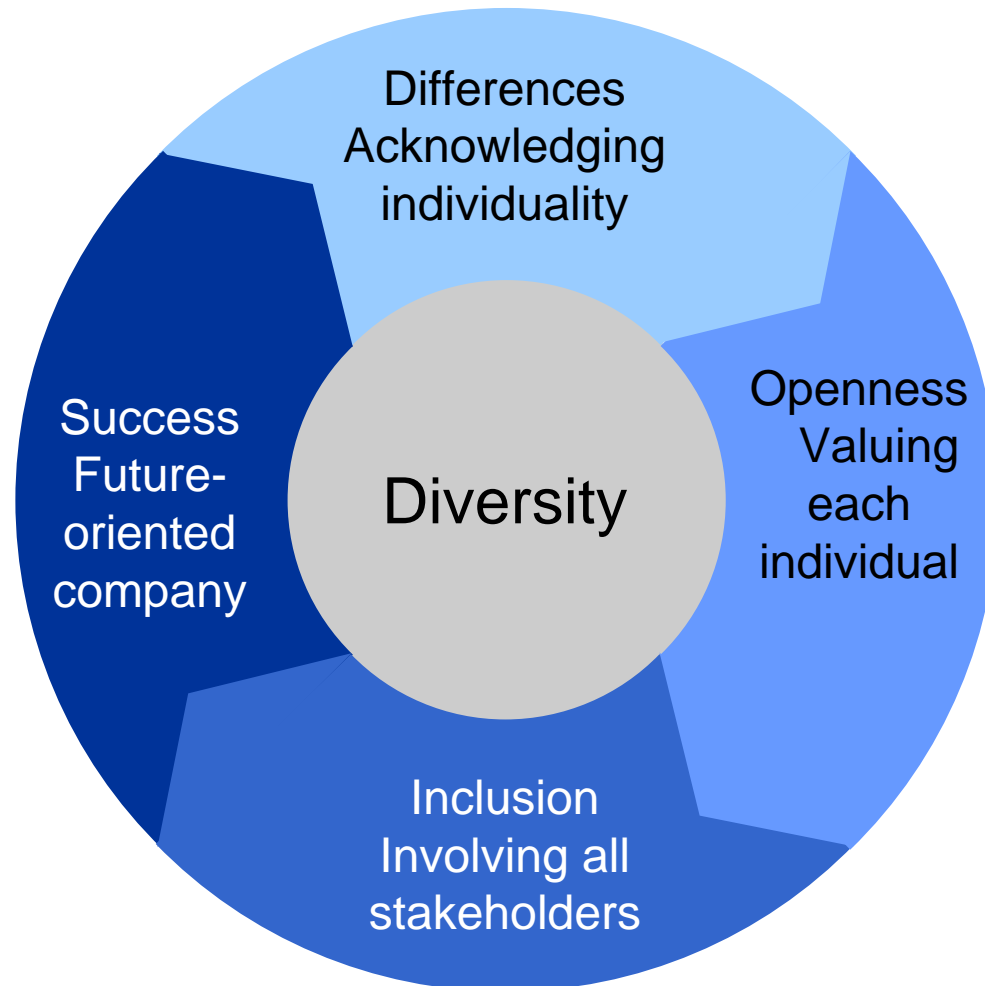 Differences
Acknowledging
individuality
Openness
Valuing
each
individual
Success
Future-
oriented
company
Diversity
Inclusion
Involving all
stakeholders